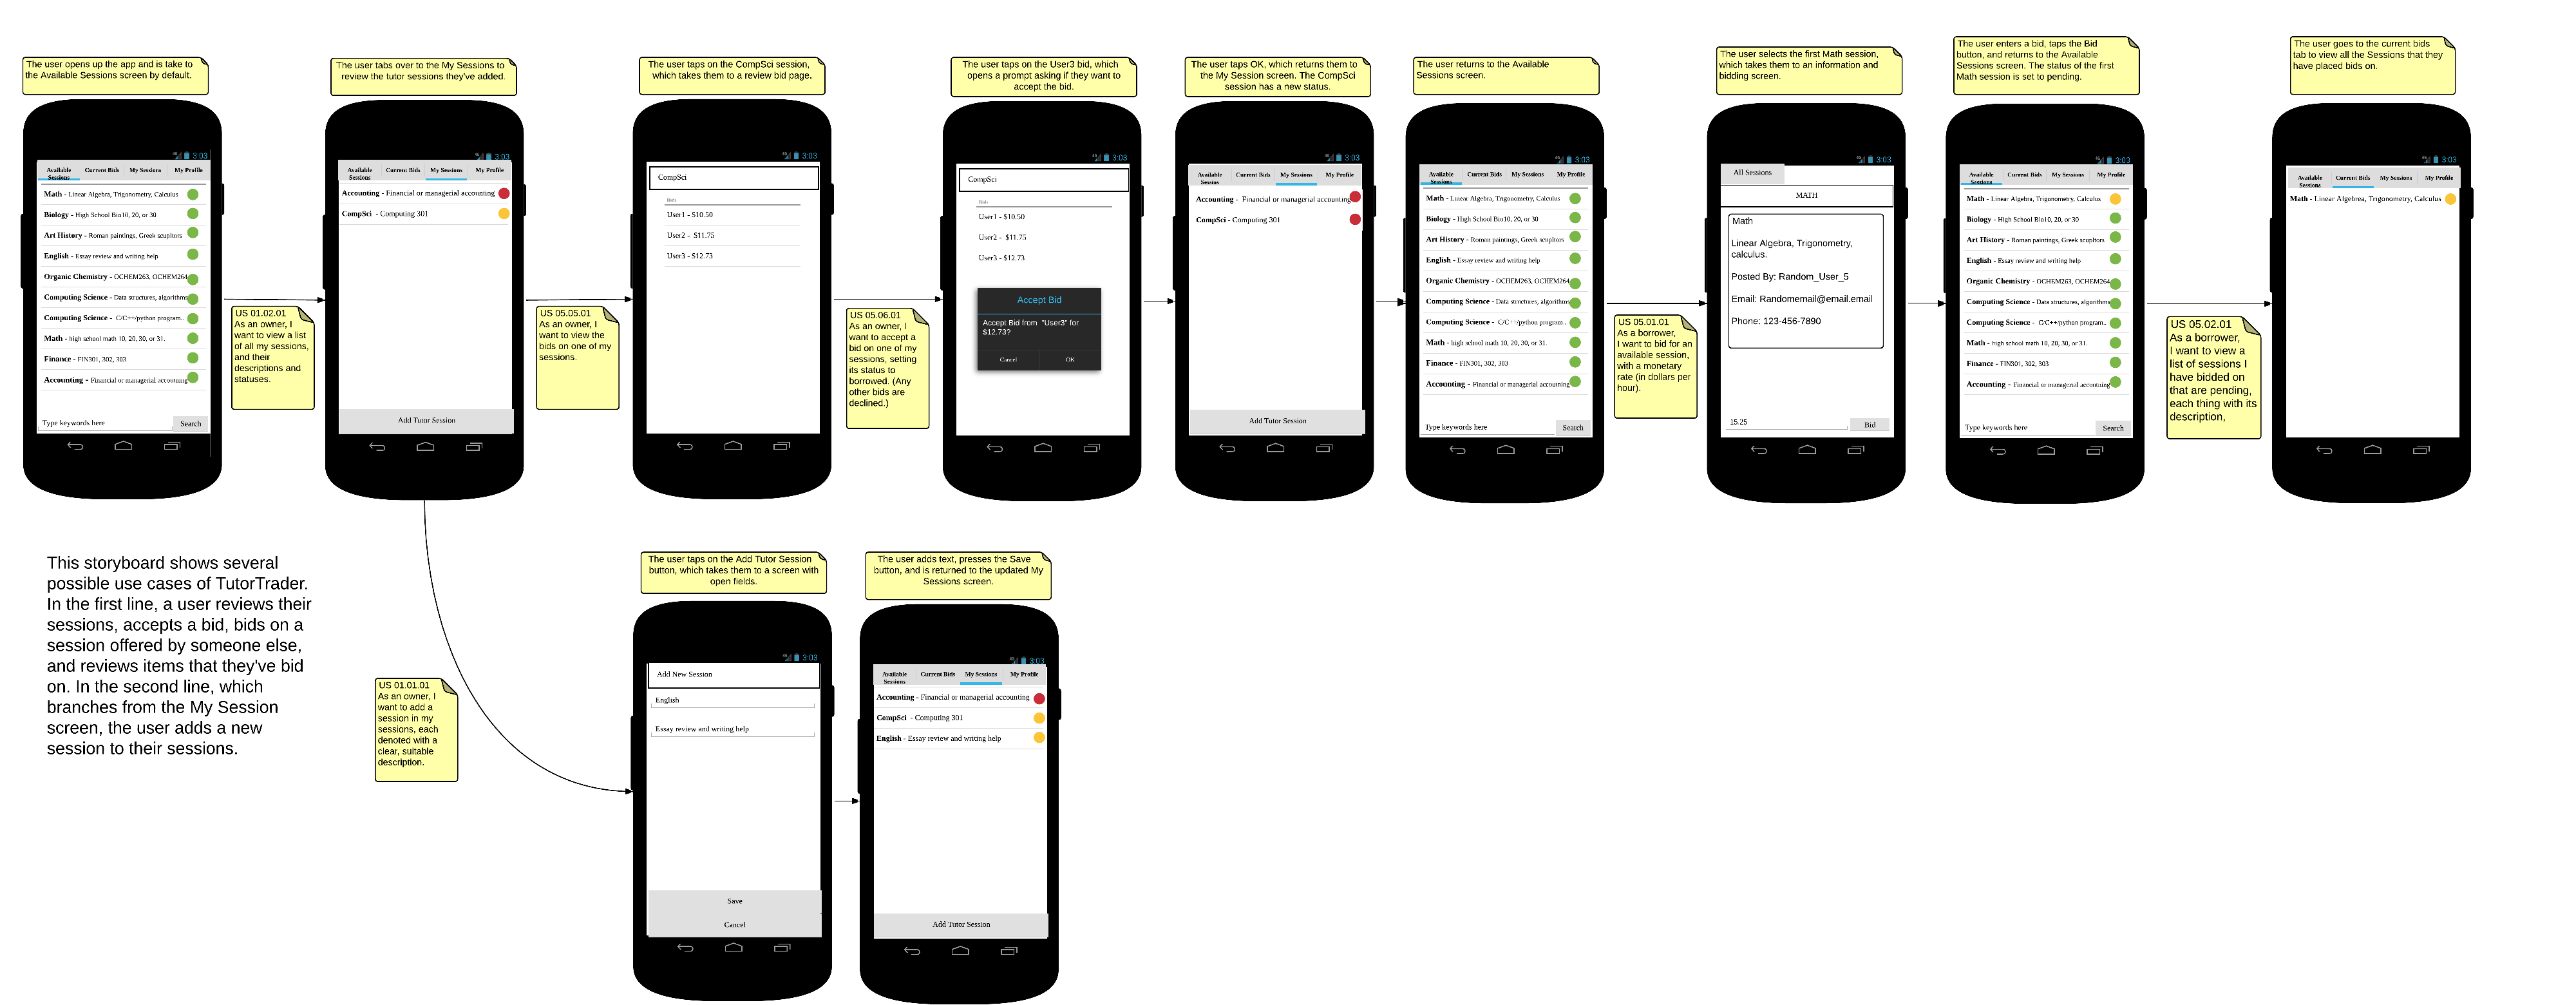 The user opens up the app and is take to
the Available Sessions screen by default.
The user tabs over to the My Sessions to
review the tutor sessions they've added.
The user taps on the CompSci session,
which takes them to a review bid page.
The user taps on the User3 bid, which
opens a prompt asking if they want to
accept the bid.
The user taps OK, which returns them to
the My Session screen. The CompSci
session has a new status.
The user returns to the Available
Sessions screen.
The user selects the first Math session,
which takes them to an information and
bidding screen.
The user enters a bid, taps the Bid
button, and returns to the Available
Sessions screen. The status of the first
Math session is set to pending.
The user goes to the current bids
tab to view all the Sessions that they
have placed bids on.
3:03
Available Sessions
Current Bids
My Sessions
My Profile
Math - Linear Algebra, Trigonometry, Calculus
Biology - High School Bio10, 20, or 30
Art History - Roman paintings, Greek sculptors
English - Essay review and writing help
Organic Chemistry - OCHEM263, OCHEM264
Computing Science - Data structures, algorithms
Computing Science - C/C++/python program..
Math - high school math 10, 20, 30, or 31.
Finance - FIN301, 302, 303
Accounting - Financial or managerial accounting
Type keywords here
Search
US 01.02.01
As an owner, I
want to view a list
of all my sessions,
and their
descriptions and
statuses.
3:03
Available Sessions
Current Bids
My Sessions
My Profile
Accounting - Financial or managerial accounting
CompSci - Computing 301
Add Tutor Session
US 05.05.01
As an owner, I
want to view the
bids on one of my
sessions.
3:03
CompSci
Bids
User1 - $10.50
User2 - $11.75
User3 - $12.73
US 05.06.01
As an owner, I
want to accept a
bid on one of my
sessions, setting
its status to
borrowed. (Any
other bids are
declined.)
3:03
CompSci
Bids
User1 - $10.50
User2 - $11.75
User3 - $12.73
Accept Bid
Accept Bid from "User3" for
$12.73?
Cancel
OK
3:03
Available
Current Bids
My Sessions
My Profile
Accounting - Financial or managerial accounting
CompSci - Computing 301
Add Tutor Session
3:03
Available Sessions
Current Bids
My Sessions
My Profile
Math - Linear Algebra, Trigonometry, Calculus
Biology - High School Bio10, 20, or 30
Art History - Roman paintings, Greek sculptors
English - Essay review and writing help
Organic Chemistry - OCHEM263, OCHEM264
Computing Science - Data structures, algorithms
Computing Science - C/C++/python program..
Math - high school math 10, 20, 30, or 31.
Finance - FIN301, 302, 303
Accounting - Financial or managerial accounting
Type keywords here
Search
US 05.01.01
As a borrower,
I want to bid for an
available session,
with a monetary
rate (in dollars per
hour).
3:03
All Sessions
MATH
Math
Linear Algebra, Trigonometry,
calculus.
Posted By: Random_User_5
Email: Randomemail@email.email
Phone: 123-456-7890
15.25
Bid
3:03
Available Sessions
Current Bids
My Sessions
My Profile
Math - Linear Algebra, Trigonometry, Calculus
Biology - High School Bio10, 20, or 30
Art History - Roman paintings, Greek sculptors
English - Essay review and writing help
Organic Chemistry - OCHEM263, OCHEM264
Computing Science - Data structures, algorithms
Computing Science - C/C++/python program..
Math - high school math 10, 20, 30, or 31.
Finance - FIN301, 302, 303
Accounting - Financial or managerial accounting
Type keywords here
Search
US 05.02.01
As a borrower,
I want to view a
list of sessions I
have bidded on
that are pending,
each thing with its
description,
3:03
Available Sessions
Current Bids
My Sessions
My Profile
Math - Linear Algebrea, Trigonometry, Calculus
This storyboard shows several
possible use cases of TutorTrader.
In the first line, a user reviews their
sessions, accepts a bid, bids on a
session offered by someone else,
and reviews items that they've bid
on. In the second line, which
branches from the My Session
screen, the user adds a new
session to their sessions.
US 01.01.01
As an owner, I
want to add a
session in my
sessions, each
denoted with a
clear, suitable
description.
The user taps on the Add Tutor Session
button, which takes them to a screen with
open fields.
3:03
Add New Session
English
Essay review and writing help
Save
Cancel
The user adds text, presses the Save
button, and is returned to the updated My
Sessions screen.
3:03
Available Sessions
Current Bids
My Sessions
My Profile
Accounting - Financial or managerial accounting
CompSci - Computing 301
English - Essay review and writing help
Add Tutor Session